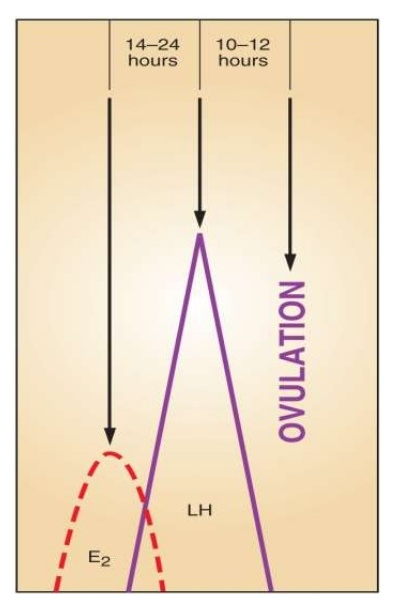 14–24
hours
10–12
hours
OVULATION
LH
E₂